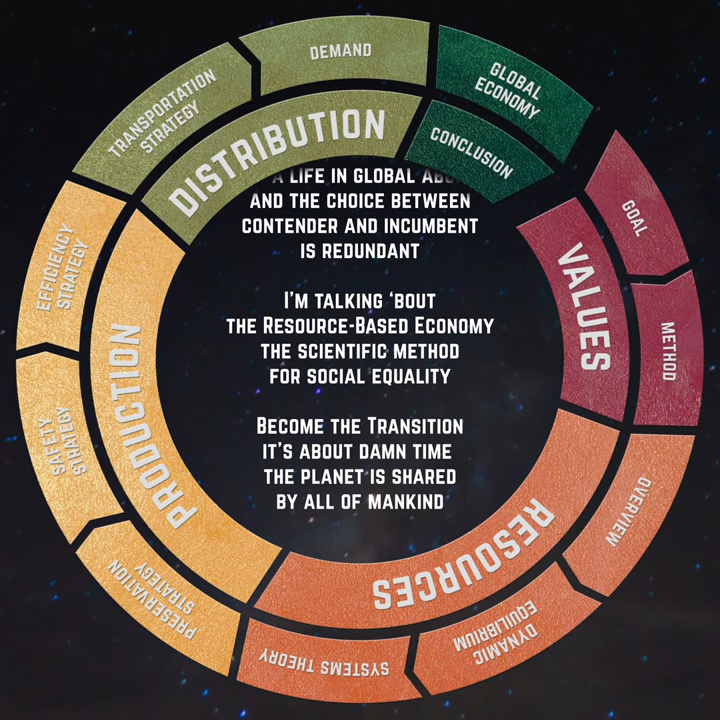 DEMAND
GLOBAL
ECONOMY
TRANSPORTATION
STRATEGY
DISTRIBUTION
CONCLUSION
GOAL
VALUES
METHOD
OVERVIEW
RESOURCES
DYNAMIC
EQUILIBRIUM
SYSTEMS THEORY
PRESERVATION
STRATEGY
PRODUCTION
SAFETY
STRATEGY
EFFICIENCY
STRATEGY
A LIFE IN GLOBAL
AND THE CHOICE BETWEEN
CONTENDER AND INCUMBENT
IS REDUNDANT
I'M TALKING ‘BOUT
THE RESOURCE-BASED ECONOMY
THE SCIENTIFIC METHOD
FOR SOCIAL EQUALITY
BECOME THE TRANSITION
IT'S ABOUT DAMN TIME
THE PLANET IS SHARED
BY ALL OF MANKIND